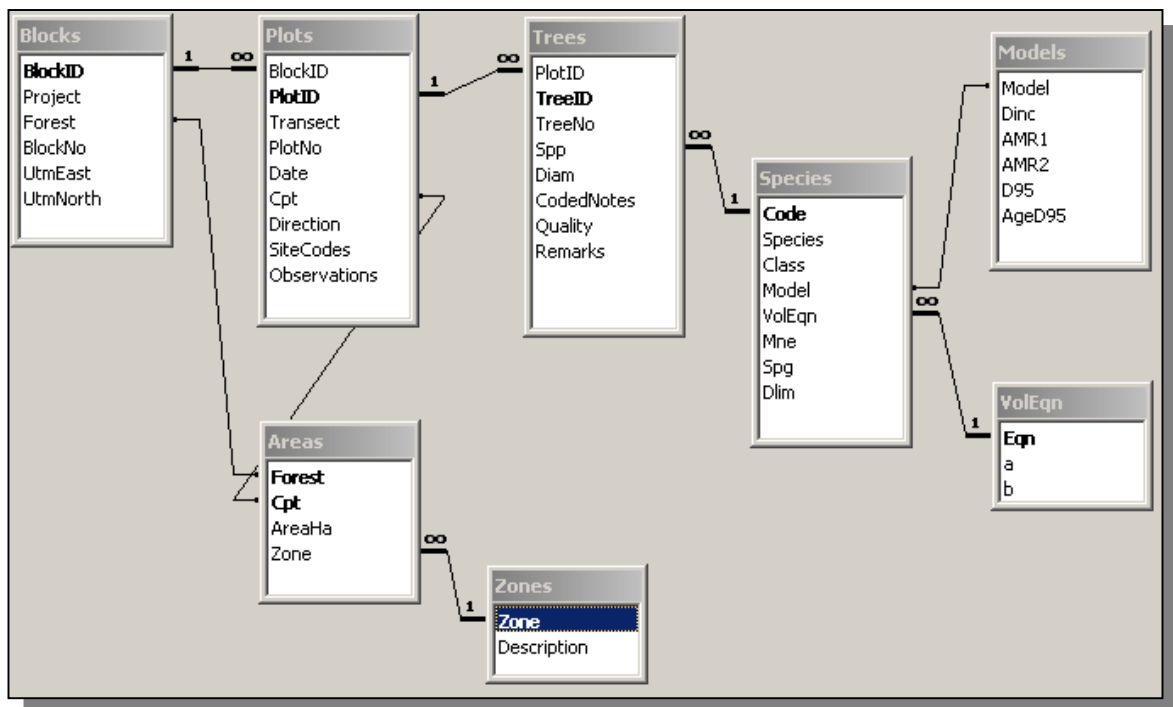 Blocks
BlockID
Project
Forest
BlockNo
UtmEast
UtmNorth
1
∞
Plots
BlockID
PlotID
Transect
PlotNo
Date
Cpt
Direction
SiteCodes
Observations
1
∞
Trees
PlotID
TreeID
TreeNo
Spp
Diam
CodedNotes
Quality
Remarks
∞
1
Species
Code
Species
Class
Model
VolEqn
Mne
Spg
Dlim
Models
Model
Dinc
AMR1
AMR2
D95
AgeD95
∞
1
VolEqn
Eqn
a
b
Areas
Forest
Cpt
AreaHa
Zone
∞
1
Zones
Zone
Description